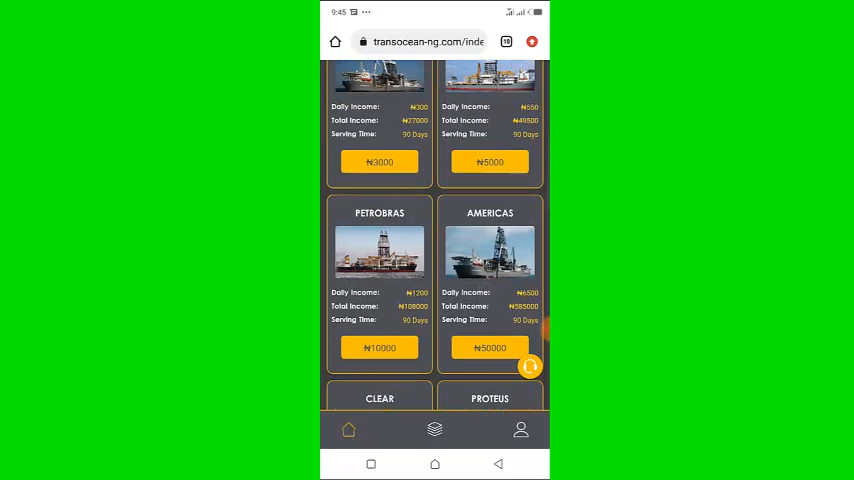 9:45
transocean-ng.com/inde
10
Daily Income: ₦300
Total Income: ₦27000
Serving Time: 90 Days
₦3000
Daily Income: ₦550
Total Income: ₦49500
Serving Time: 90 Days
₦5000
PETROBRAS
Daily Income: ₦1200
Total Income: ₦108000
Serving Time: 90 Days
₦10000
AMERICAS
Daily Income: ₦6500
Total Income: ₦585000
Serving Time: 90 Days
₦50000
CLEAR
PROTEUS